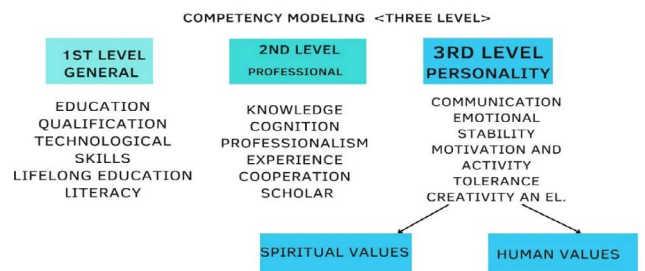 COMPETENCY MODELING <THREE LEVEL>
1ST LEVEL
GENERAL
EDUCATION
QUALIFICATION
TECHNOLOGICAL
SKILLS
LIFELONG EDUCATION
LITERACY
2ND LEVEL
PROFESSIONAL
KNOWLEDGE
COGNITION
PROFESSIONALISM
EXPERIENCE
COOPERATION
SCHOLAR
3RD LEVEL
PERSONALITY
COMMUNICATION
EMOTIONAL
STABILITY
MOTIVATION AND
ACTIVITY
TOLERANCE
CREATIVITY AN EL.
SPIRITUAL VALUES
HUMAN VALUES